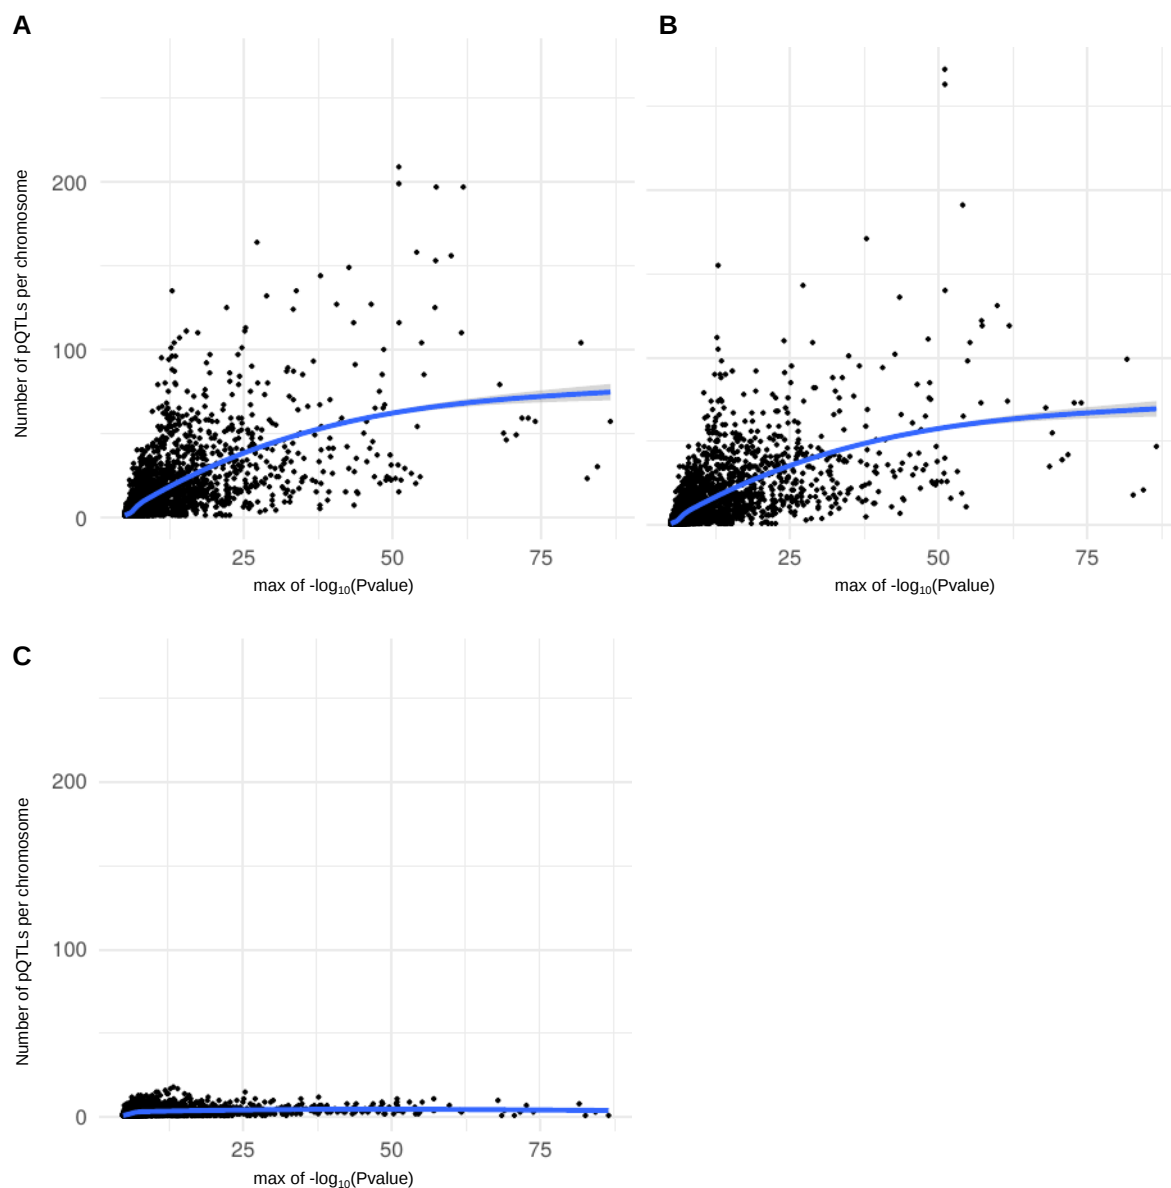 A
B
Number of pQTLs per chromosome
200
100
0
25 50 75
25 50 75
max of -log₁₀(Pvalue)
max of -log₁₀(Pvalue)
C
Number of pQTLs per chromosome
200
100
0
25 50 75
max of -log₁₀(Pvalue)